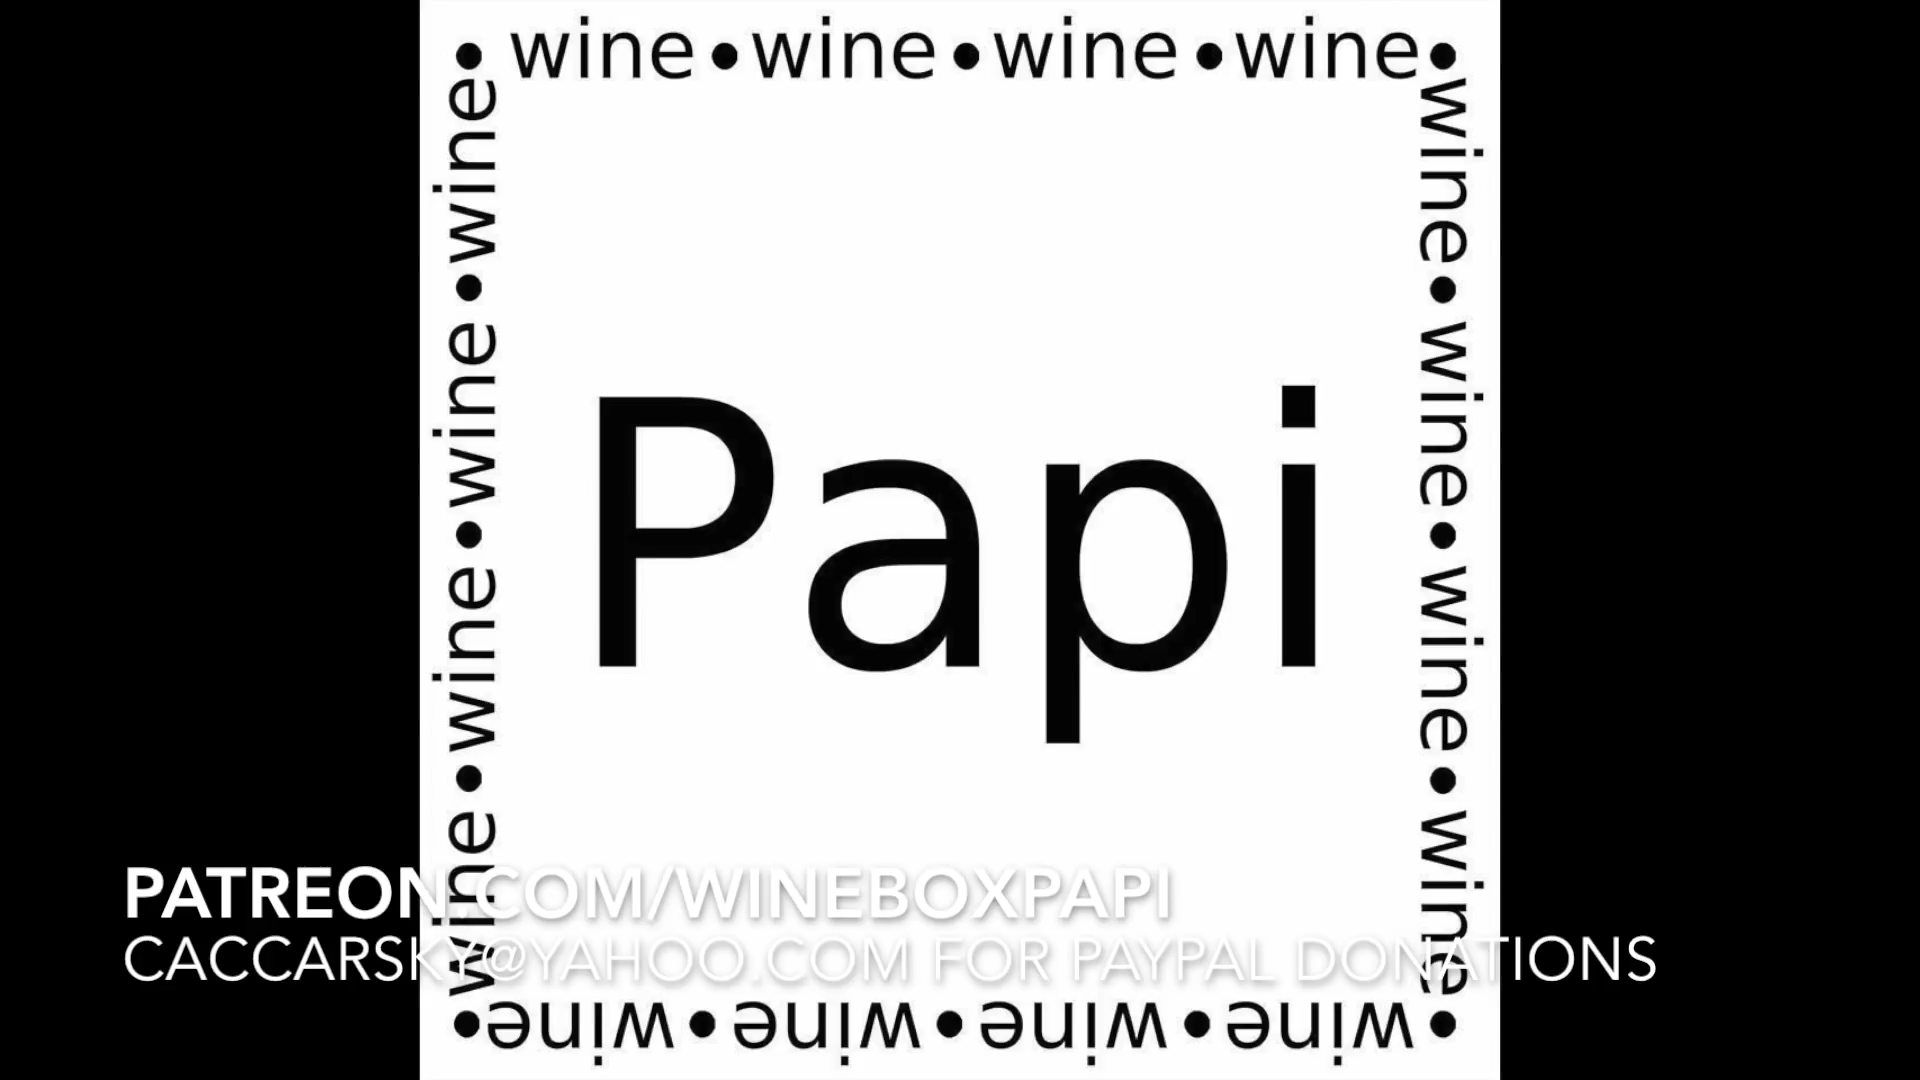 wine•wine•wine•wine•
wine•wine•wine•wine
wine•wine•wine•wine•
wine•wine•wine•wine•
Papi
PATREON.COM/WINEBOXPAPI
CACCARSKY@YAHOO.COM FOR PAYPAL DONATIONS